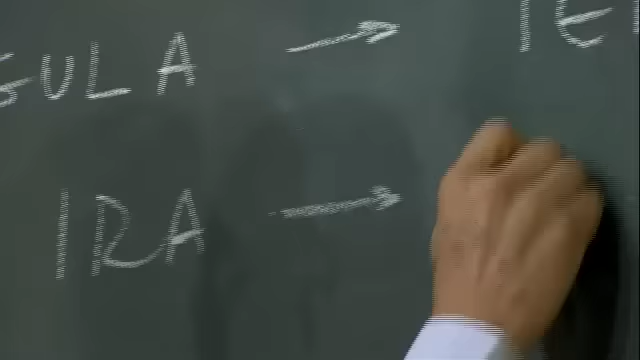 GULA →
IRA →